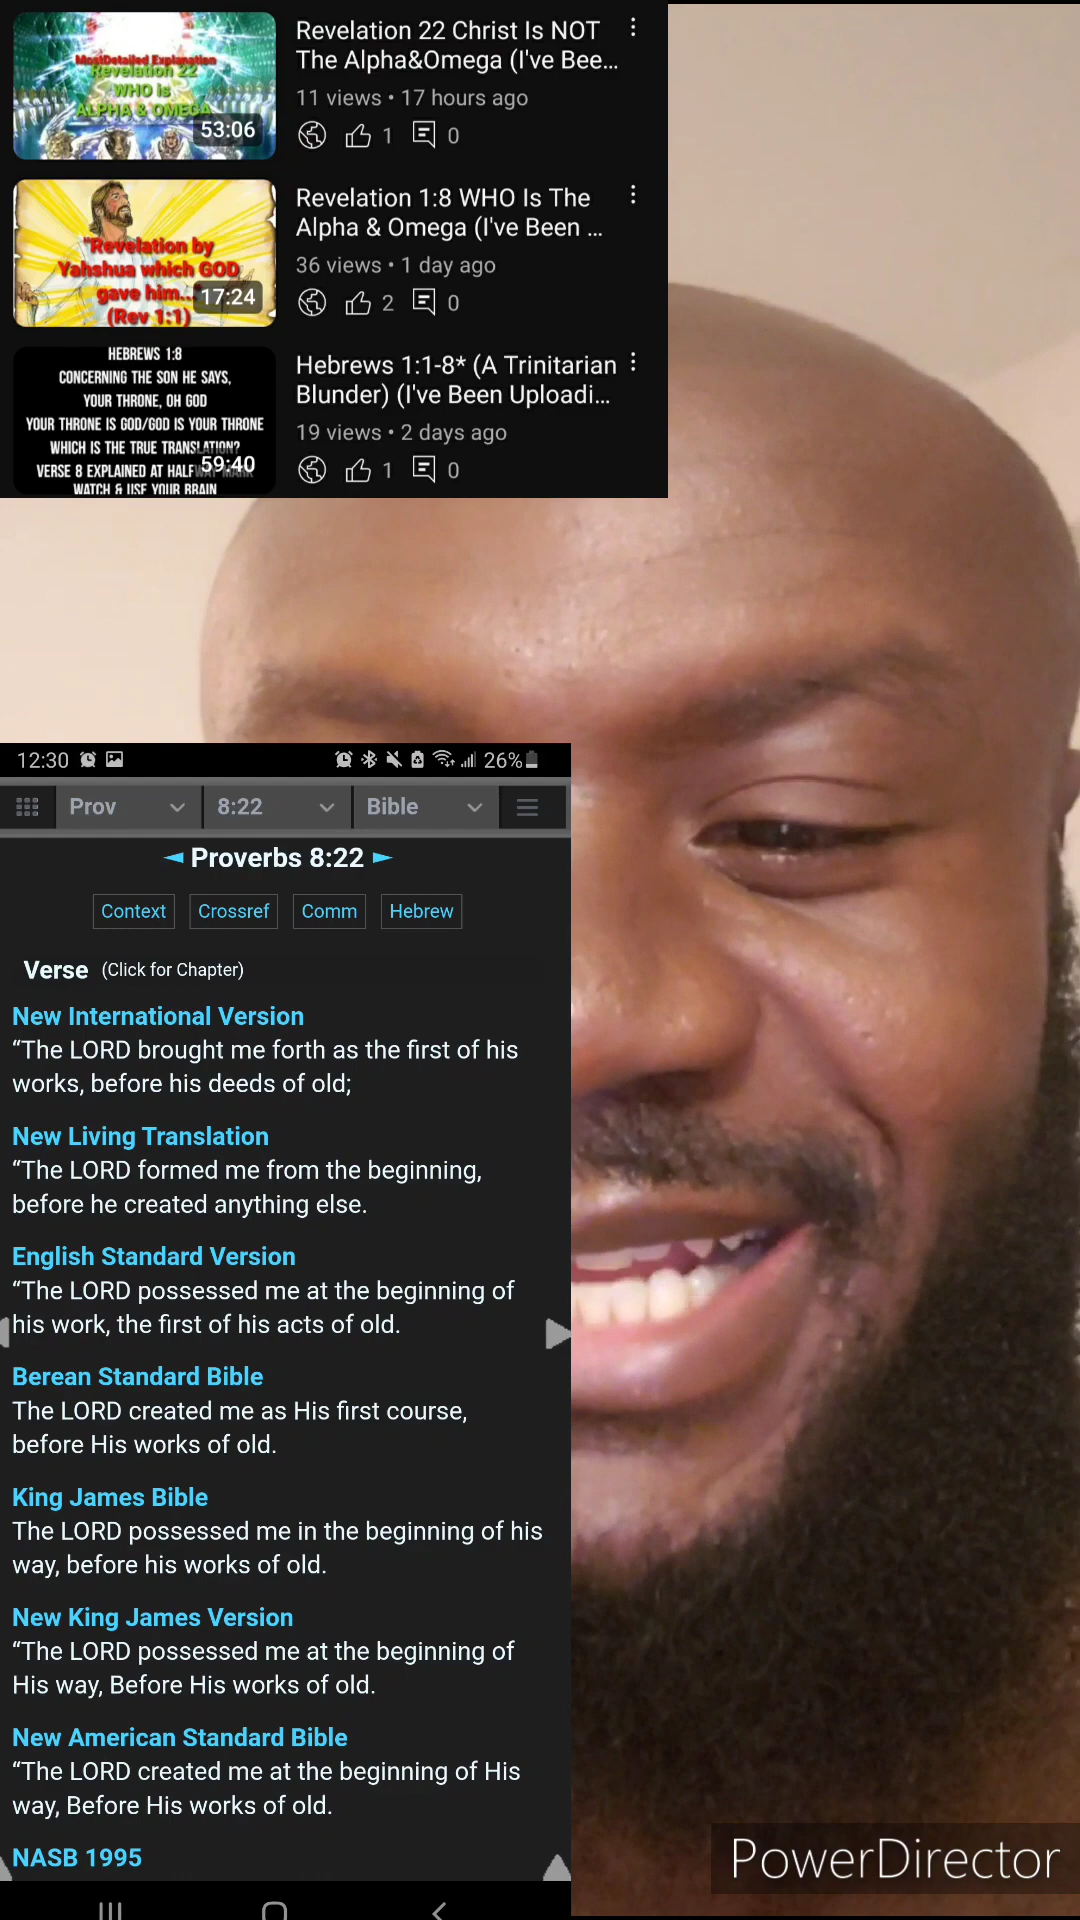 MostDetailed Explanation
Revelation 22
WHO is
ALPHA & OMEGA
53:06
Revelation 22 Christ Is NOT
The Alpha&Omega (I've Bee...
11 views • 17 hours ago
1 0
"Revelation by
Yahshua which GOD
gave him...
(Rev 1:1)
17:24
Revelation 1:8 WHO Is The
Alpha & Omega (I've Been ...
36 views • 1 day ago
2 0
HEBREWS 1:8
CONCERNING THE SON HE SAYS,
YOUR THRONE, OH GOD
YOUR THRONE IS GOD/GOD IS YOUR THRONE
WHICH IS THE TRUE TRANSLATION?
VERSE 8 EXPLAINED AT HALFWAY MARK
WATCH & USE YOUR BRAIN
59:40
Hebrews 1:1-8* (A Trinitarian
Blunder) (I've Been Uploadi...
19 views • 2 days ago
1 0
12:30 26%
Prov 8:22 Bible
Proverbs 8:22
Context Crossref Comm Hebrew
Verse (Click for Chapter)
New International Version
“The LORD brought me forth as the first of his
works, before his deeds of old;
New Living Translation
“The LORD formed me from the beginning,
before he created anything else.
English Standard Version
“The LORD possessed me at the beginning of
his work, the first of his acts of old.
Berean Standard Bible
The LORD created me as His first course,
before His works of old.
King James Bible
The LORD possessed me in the beginning of his
way, before his works of old.
New King James Version
“The LORD possessed me at the beginning of
His way, Before His works of old.
New American Standard Bible
“The LORD created me at the beginning of His
way, Before His works of old.
NASB 1995
PowerDirector